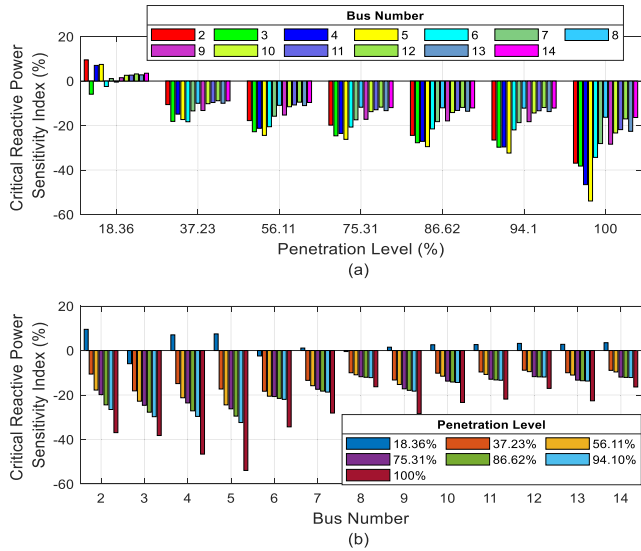 Bus Number
2 3 4 5 6 7 8
9 10 11 12 13 14
20
0
-20
-40
-60
Critical Reactive Power
Sensitivity Index (%)
18.36 37.23 56.11 75.31 86.62 94.1 100
Penetration Level (%)
(a)
20
0
-20
-40
-60
Critical Reactive Power
Sensitivity Index (%)
Penetration Level
18.36% 37.23% 56.11%
75.31% 86.62% 94.10%
100%
2 3 4 5 6 7 8 9 10 11 12 13 14
Bus Number
(b)